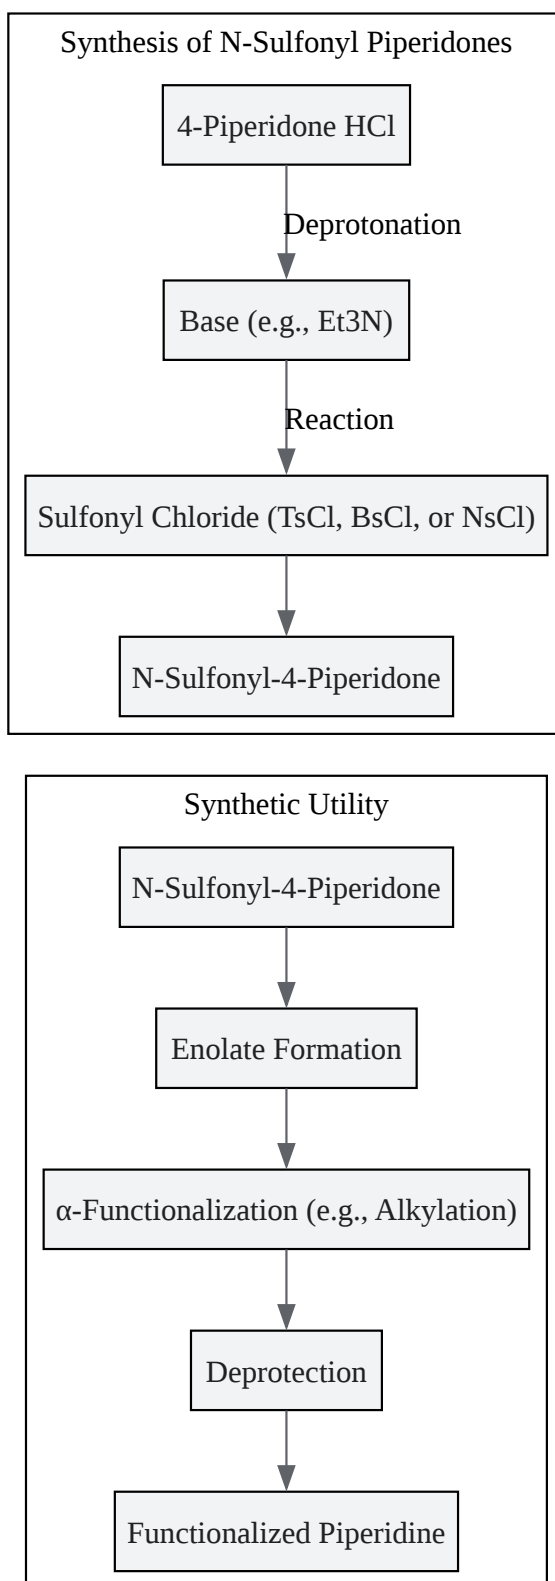 Synthesis of N-Sulfonyl Piperidones
4-Piperidone HCl
Deprotonation
Base (e.g., Et3N)
Reaction
Sulfonyl Chloride (TsCl, BsCl, or NsCl)
N-Sulfonyl-4-Piperidone
Synthetic Utility
N-Sulfonyl-4-Piperidone
Enolate Formation
α-Functionalization (e.g., Alkylation)
Deprotection
Functionalized Piperidine